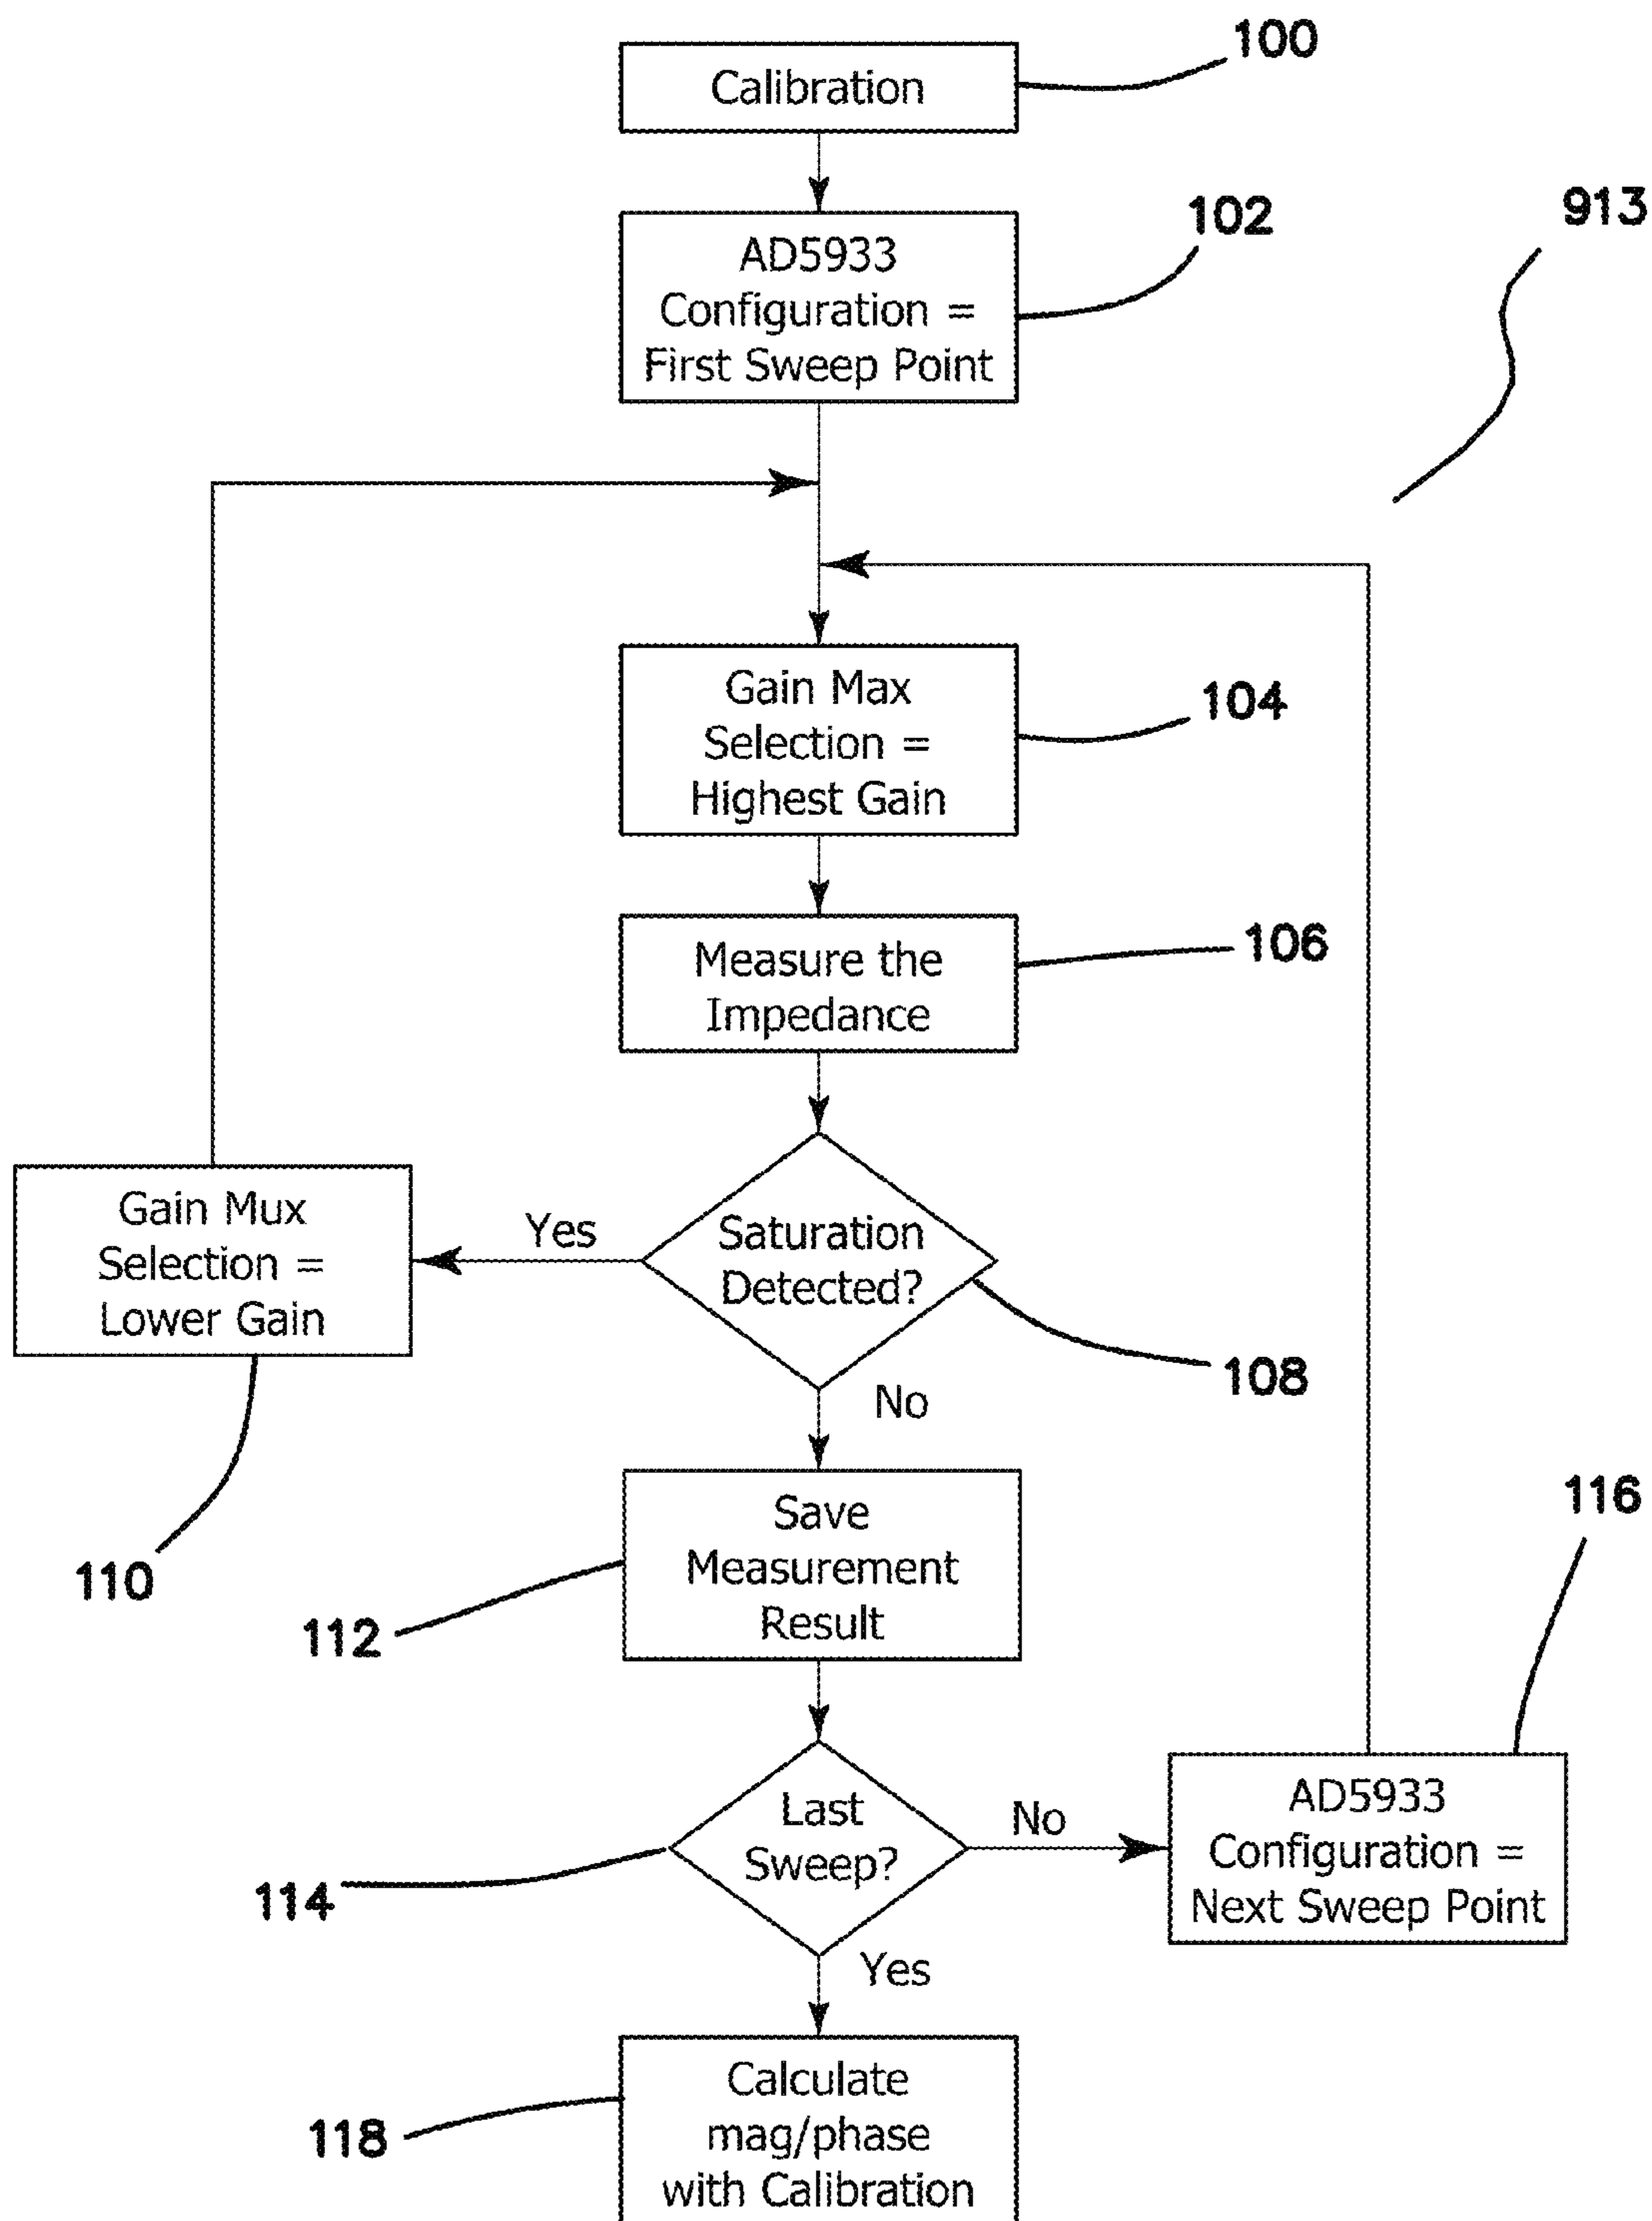 100
Calibration
102
913
AD5933
Configuration =
First Sweep Point
104
Gain Max
Selection =
Highest Gain
106
Measure the
Impedance
Gain Mux
Selection =
Lower Gain
Yes
Saturation
Detected?
108
No
110
116
Save
Measurement
Result
112
Last
Sweep?
No
AD5933
Configuration =
Next Sweep Point
114
Yes
Calculate
mag/phase
with Calibration
118